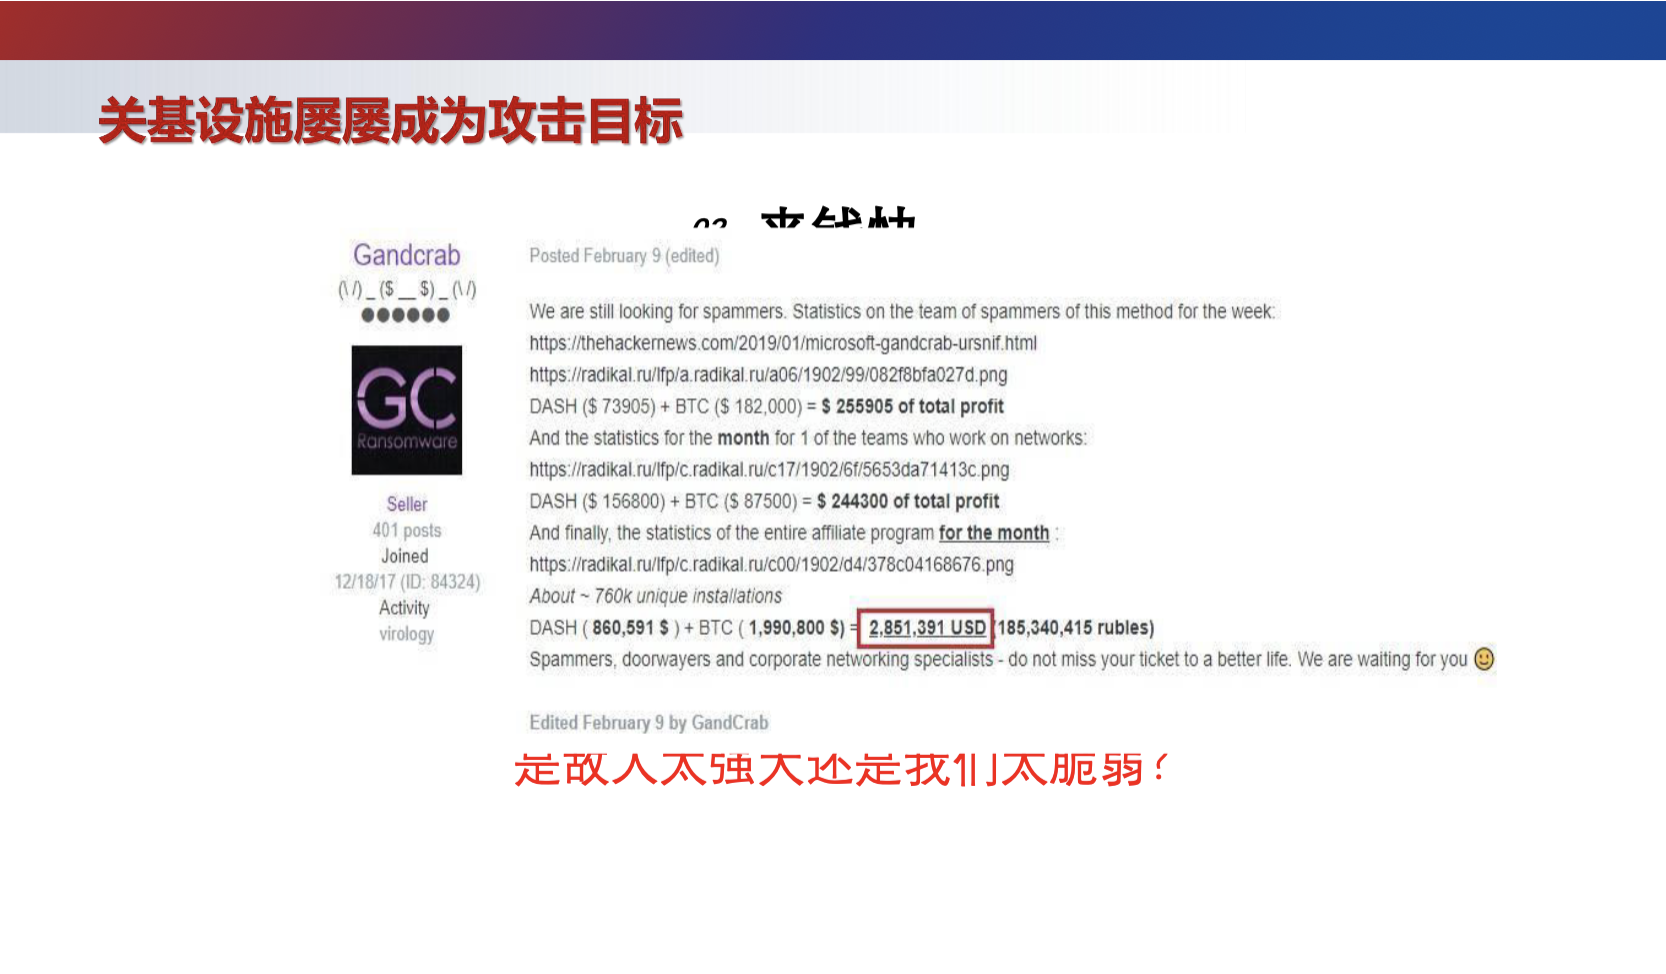 关基设施屡屡成为攻击目标
来钱快
Gandcrab
(\/)_($__$)_(\/)
●●●●●●
GC
Ransomware
Seller
401 posts
Joined
12/18/17 (ID: 84324)
Activity
virology
Posted February 9 (edited)
We are still looking for spammers. Statistics on the team of spammers of this method for the week:
https://thehackernews.com/2019/01/microsoft-gandcrab-ursnif.html
https://radikal.ru/lfp/a.radikal.ru/a06/1902/99/082f8bfa027d.png
DASH ($ 73905) + BTC ($ 182,000) = $ 255905 of total profit
And the statistics for the month for 1 of the teams who work on networks:
https://radikal.ru/lfp/c.radikal.ru/c17/1902/6f/5653da71413c.png
DASH ($ 156800) + BTC ($ 87500) = $ 244300 of total profit
And finally, the statistics of the entire affiliate program for the month :
https://radikal.ru/lfp/c.radikal.ru/c00/1902/d4/378c04168676.png
About ~ 760k unique installations
DASH ( 860,591 $ ) + BTC ( 1,990,800 $) = 2,851,391 USD (185,340,415 rubles)
Spammers, doorwayers and corporate networking specialists - do not miss your ticket to a better life. We are waiting for you 🙂
Edited February 9 by GandCrab
是敌人太强大还是我们太脆弱？